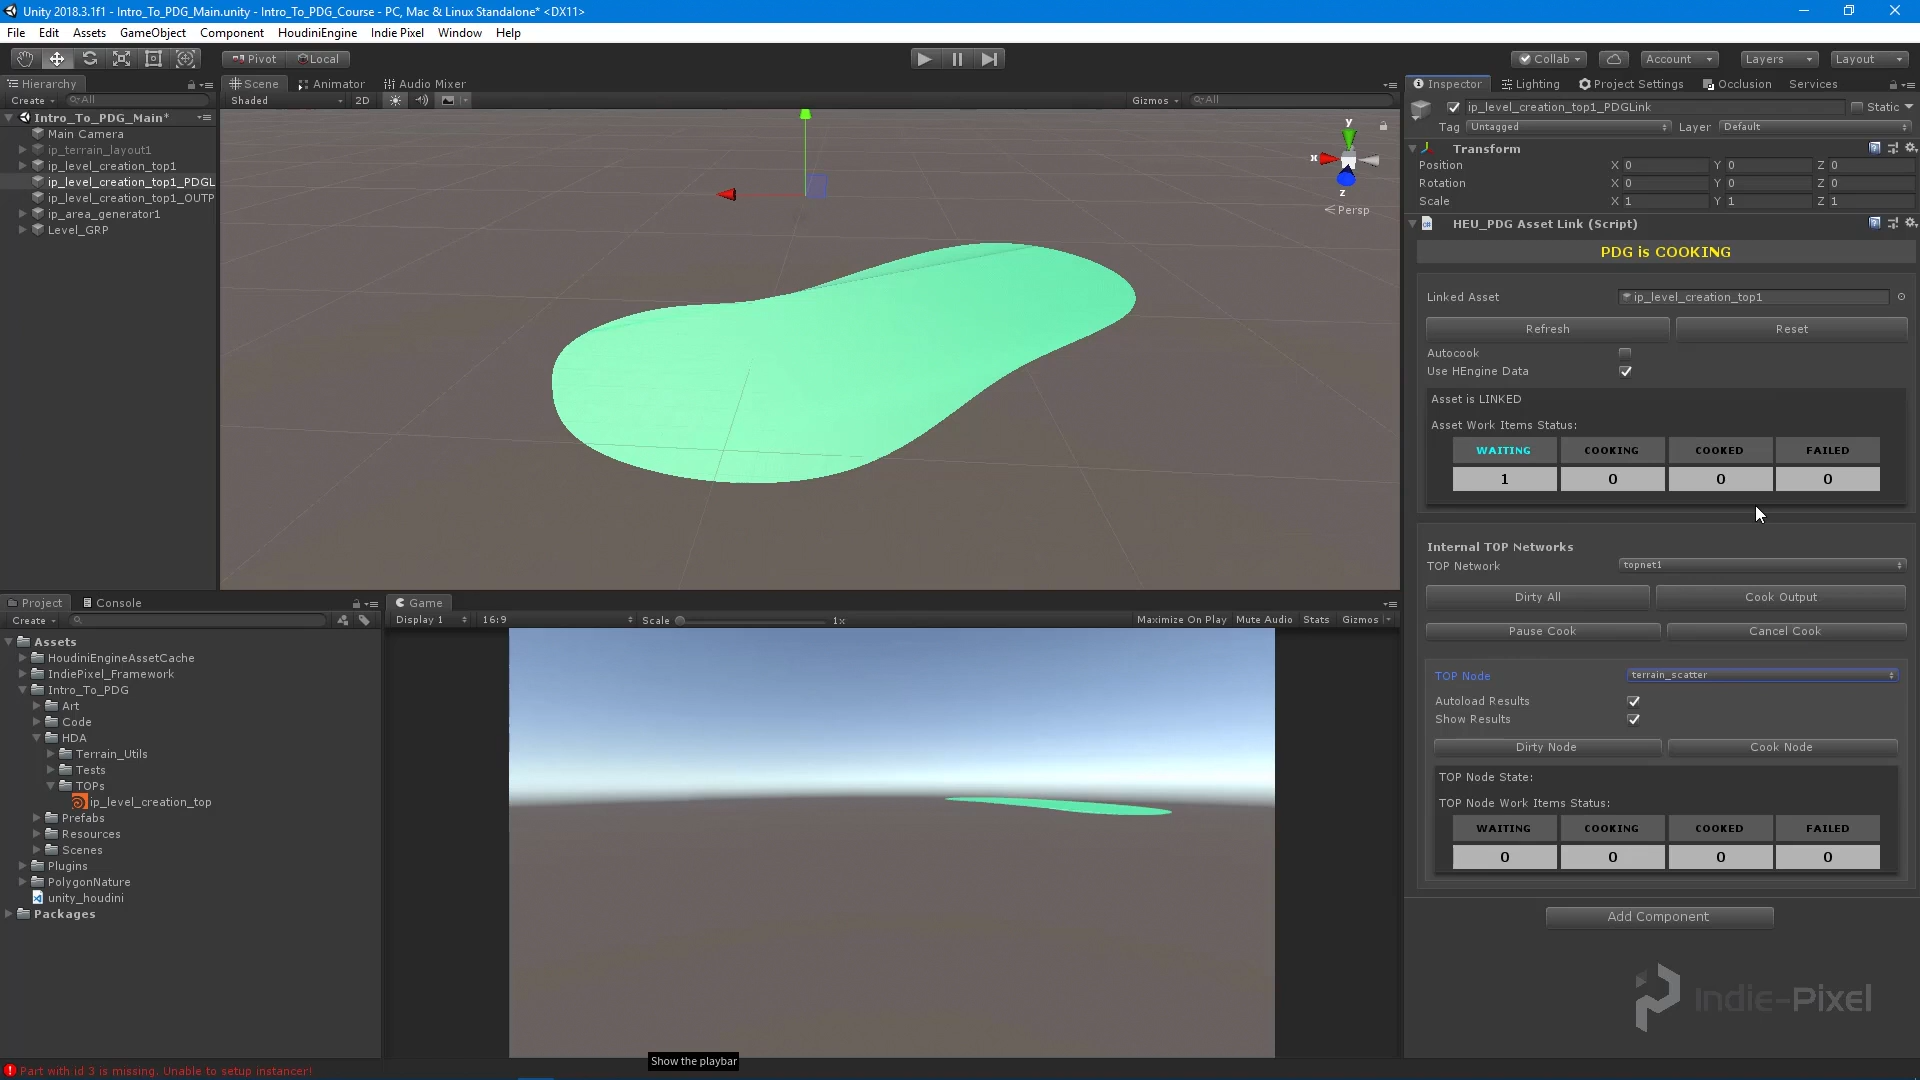 Unity 2018.3.1f1 - Intro_To_PDG_Main.unity - Intro_To_PDG_Course - PC, Mac & Linux Standalone* <DX11>
File Edit Assets GameObject Component HoudiniEngine Indie Pixel Window Help
Pivot Local Collab Account Layers Layout
Hierarchy
Create All
Intro_To_PDG_Main*
Main Camera
ip_terrain_layout1
ip_level_creation_top1
ip_level_creation_top1_PDGL
ip_level_creation_top1_OUTP
ip_area_generator1
Level_GRP
Scene Animator Audio Mixer
Shaded 2D Gizmos All
y
x
z
Persp
Inspector Lighting Project Settings Occlusion Services
ip_level_creation_top1_PDGLink Static
Tag Untagged Layer Default
Transform
Position X 0 Y 0 Z 0
Rotation X 0 Y 0 Z 0
Scale X 1 Y 1 Z 1
HEU_PDG Asset Link (Script)
PDG is COOKING
Linked Asset ip_level_creation_top1
Refresh Reset
Autocook
Use HEngine Data
Asset is LINKED
Asset Work Items Status:
WAITING COOKING COOKED FAILED
1 0 0 0
Internal TOP Networks
TOP Network topnet1
Dirty All Cook Output
Pause Cook Cancel Cook
TOP Node terrain_scatter
Autoload Results
Show Results
Dirty Node Cook Node
TOP Node State:
TOP Node Work Items Status:
WAITING COOKING COOKED FAILED
0 0 0 0
Add Component
Indie-Pixel
Project Console
Create
Assets
HoudiniEngineAssetCache
IndiePixel_Framework
Intro_To_PDG
Art
Code
HDA
Terrain_Utils
Tests
TOPs
ip_level_creation_top
Prefabs
Resources
Scenes
Plugins
PolygonNature
unity_houdini
Packages
Game
Display 1 16:9 Scale 1x Maximize On Play Mute Audio Stats Gizmos
Show the playbar
Part with id 3 is missing. Unable to setup instancer!